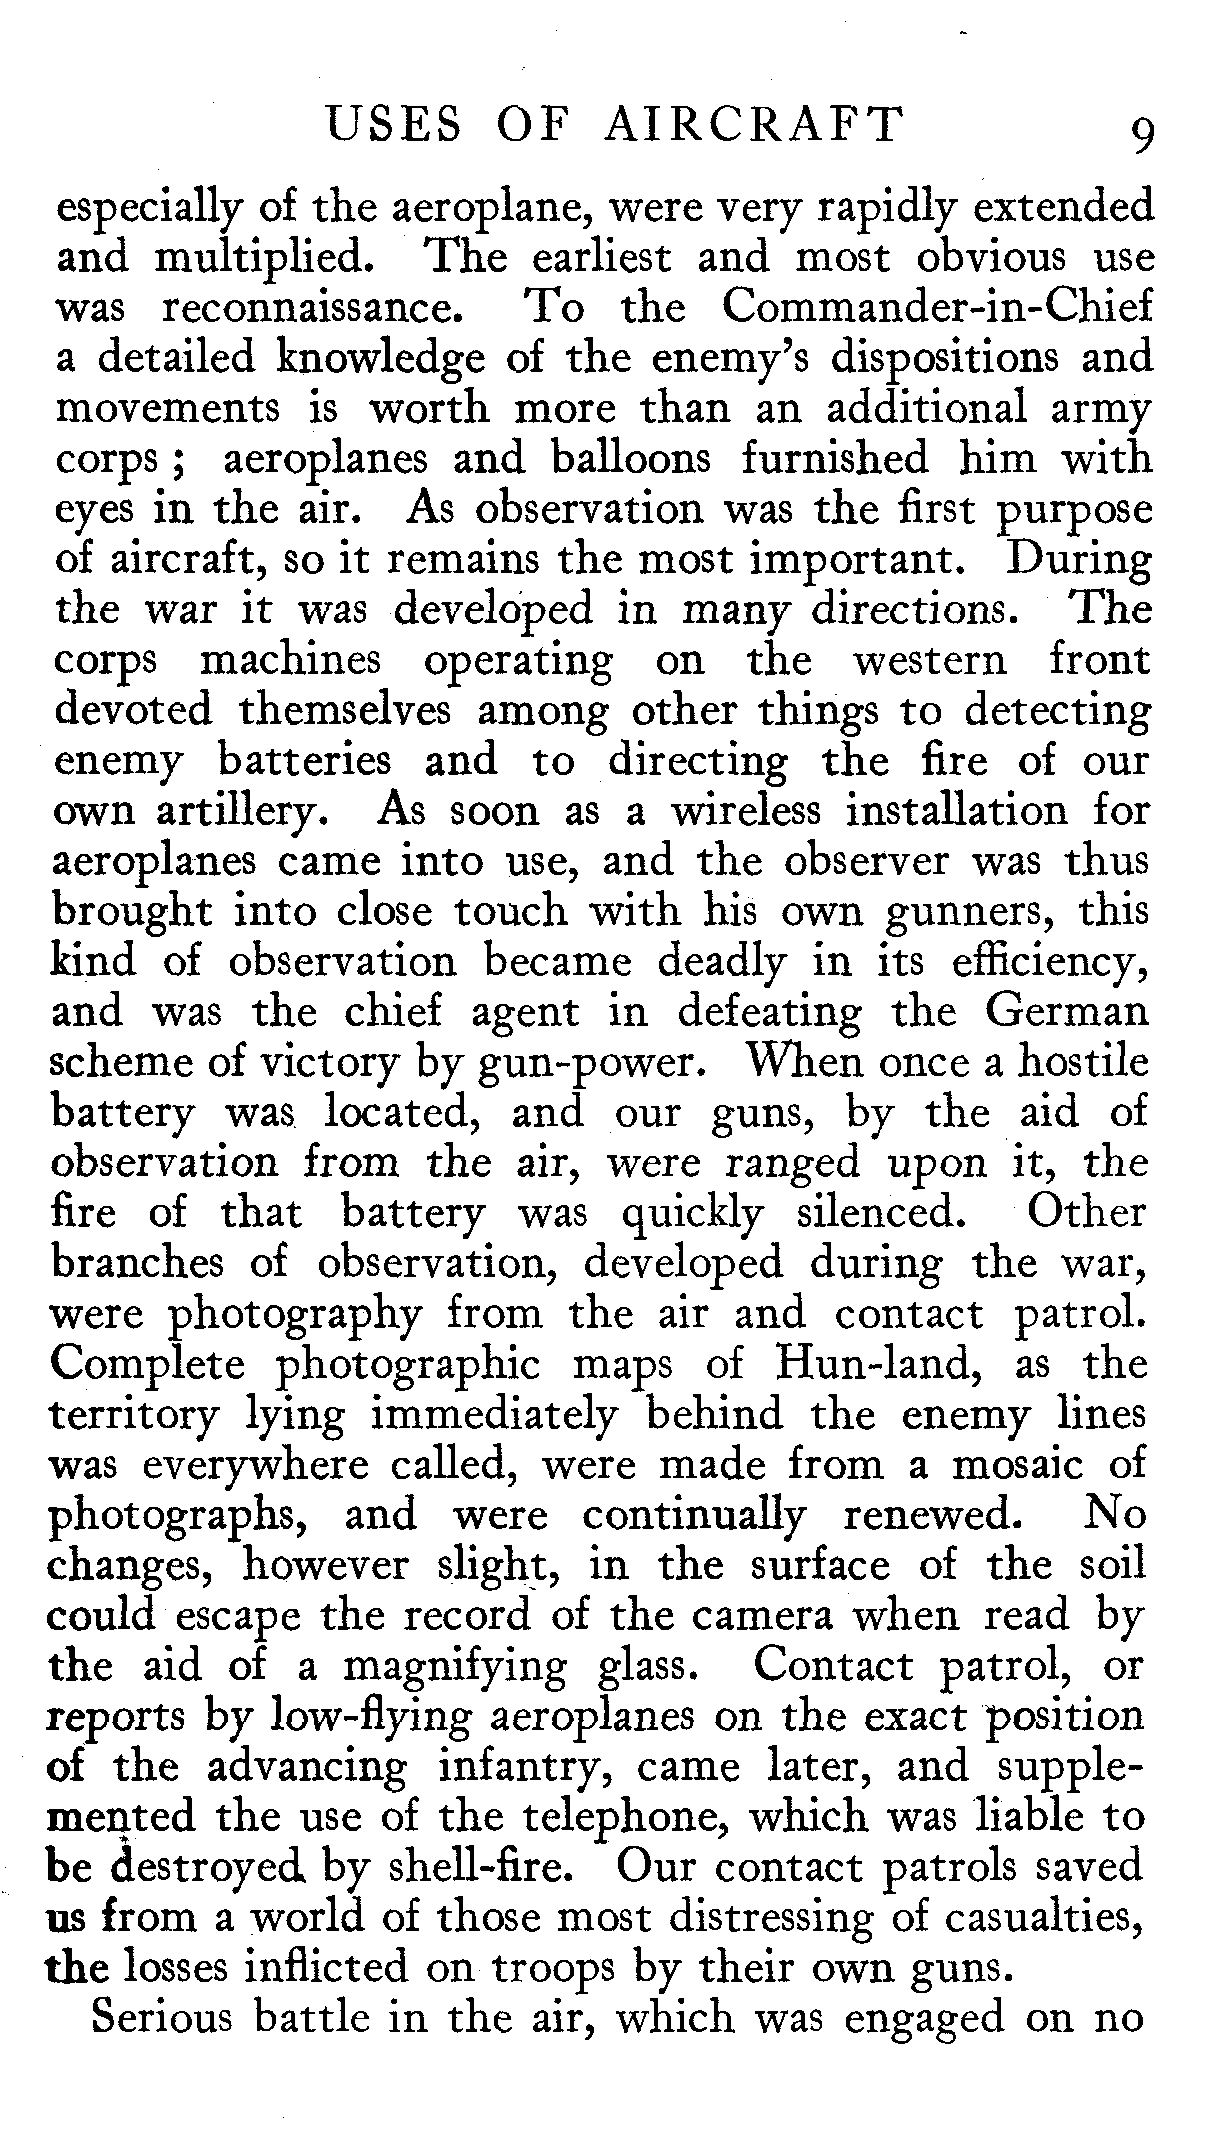 USES OF AIRCRAFT 9
especially of the aeroplane, were very rapidly extended
and multiplied. The earliest and most obvious use
was reconnaissance. To the Commander-in-Chief
a detailed knowledge of the enemy's dispositions and
movements is worth more than an additional army
corps ; aeroplanes and balloons furnished him with
eyes in the air. As observation was the first purpose
of aircraft, so it remains the most important. During
the war it was developed in many directions. The
corps machines operating on the western front
devoted themselves among other things to detecting
enemy batteries and to directing the fire of our
own artillery. As soon as a wireless installation for
aeroplanes came into use, and the observer was thus
brought into close touch with his own gunners, this
kind of observation became deadly in its efficiency,
and was the chief agent in defeating the German
scheme of victory by gun-power. When once a hostile
battery was located, and our guns, by the aid of
observation from the air, were ranged upon it, the
fire of that battery was quickly silenced. Other
branches of observation, developed during the war,
were photography from the air and contact patrol.
Complete photographic maps of Hun-land, as the
territory lying immediately behind the enemy lines
was everywhere called, were made from a mosaic of
photographs, and were continually renewed. No
changes, however slight, in the surface of the soil
could escape the record of the camera when read by
the aid of a magnifying glass. Contact patrol, or
reports by low-flying aeroplanes on the exact position
of the advancing infantry, came later, and supple-
mented the use of the telephone, which was liable to
be destroyed by shell-fire. Our contact patrols saved
us from a world of those most distressing of casualties,
the losses inflicted on troops by their own guns.
Serious battle in the air, which was engaged on no